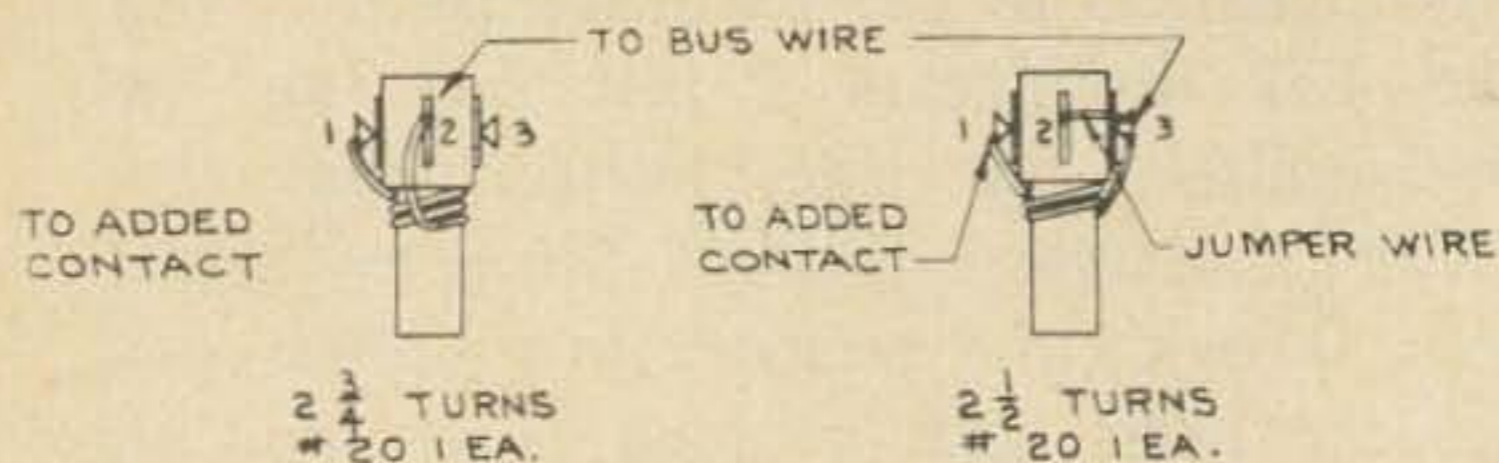 TO BUS WIRE
1 2 3
1 2 3
TO ADDED
CONTACT
TO ADDED
CONTACT
JUMPER WIRE
2 3/4 TURNS
# 20 1 EA.
2 1/2 TURNS
# 20 1 EA.